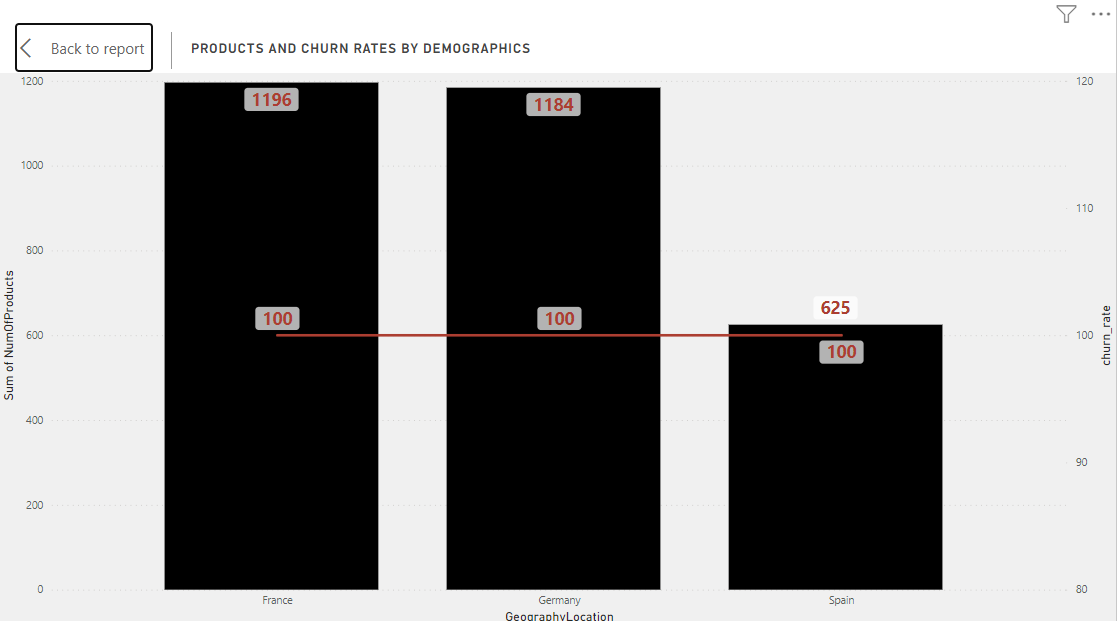 Back to report
PRODUCTS AND CHURN RATES BY DEMOGRAPHICS
1200
1000
800
600
400
200
0
Sum of NumOfProducts
1196
1184
625
100
100
100
120
110
100
90
80
churn_rate
France
Germany
Spain
GeographyLocation